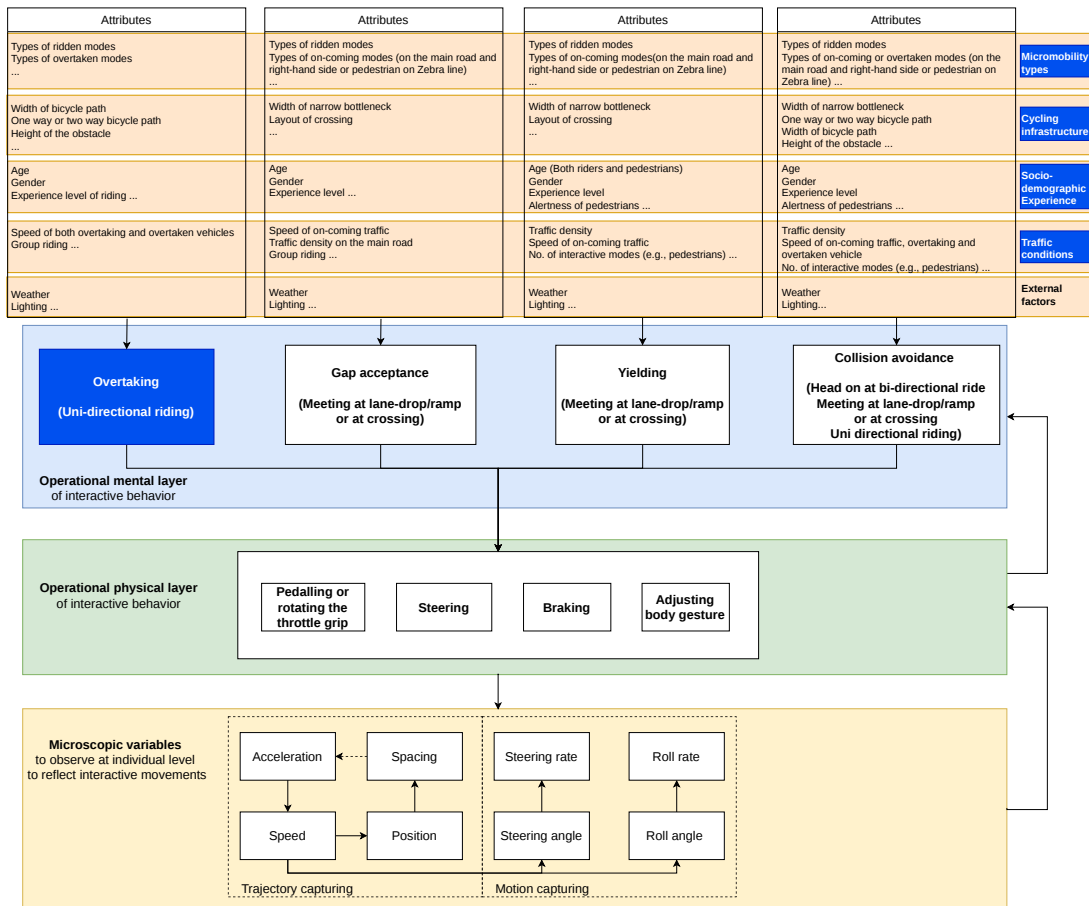 Attributes
Attributes
Attributes
Attributes
Types of ridden modes
Types of overtaken modes
...
Types of ridden modes
Types of on-coming modes (on the main road and
right-hand side or pedestrian on Zebra line)
...
Types of ridden modes
Types of on-coming modes(on the main road and
right-hand side or pedestrian on Zebra line)
...
Types of ridden modes
Types of on-coming or overtaken modes (on the
main road and right-hand side or pedestrian on
Zebra line) ...
Micromobility
types
Width of bicycle path
One way or two way bicycle path
Height of the obstacle
...
Width of narrow bottleneck
Layout of crossing
...
Width of narrow bottleneck
Layout of crossing
...
Width of narrow bottleneck
One way or two way bicycle path
Width of bicycle path
Height of the obstacle ...
Cycling
infrastructure
Age
Gender
Experience level of riding ...
Age
Gender
Experience level ...
Age (Both riders and pedestrians)
Gender
Experience level
Alertness of pedestrians ...
Age
Gender
Experience level
Alertness of pedestrians ...
Socio-
demographic
Experience
Speed of both overtaking and overtaken vehicles
Group riding ...
Speed of on-coming traffic
Traffic density on the main road
Group riding ...
Traffic density
Speed of on-coming traffic
No. of interactive modes (e.g., pedestrians) ...
Traffic density
Speed of on-coming traffic, overtaking and
overtaken vehicle
No. of interactive modes (e.g., pedestrians) ...
Traffic
conditions
Weather
Lighting ...
Weather
Lighting ...
Weather
Lighting ...
Weather
Lighting...
External
factors
Overtaking
(Uni-directional riding)
Gap acceptance
(Meeting at lane-drop/ramp
or at crossing)
Yielding
(Meeting at lane-drop/ramp
or at crossing)
Collision avoidance
(Head on at bi-directional ride
Meeting at lane-drop/ramp
or at crossing
Uni directional riding)
Operational mental layer
of interactive behavior
Operational physical layer
of interactive behavior
Pedalling or
rotating the
throttle grip
Steering
Braking
Adjusting
body gesture
Microscopic variables
to observe at individual level
to reflect interactive movements
Acceleration
Spacing
Steering rate
Roll rate
Speed
Position
Steering angle
Roll angle
Trajectory capturing
Motion capturing